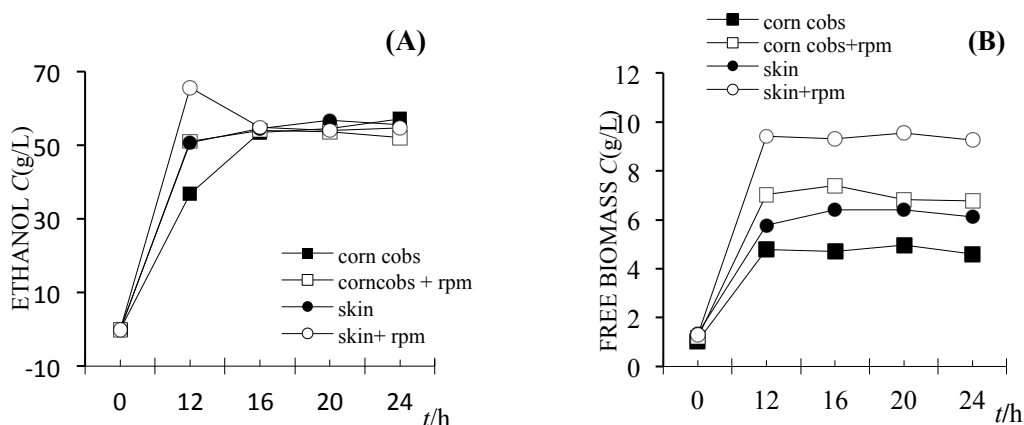 (A)
70
50
30
10
-10
ETHANOL C(g/L)
corn cobs
corncobs + rpm
skin
skin+ rpm
0 12 16 20 24
t/h
corn cobs
corn cobs+rpm
skin
skin+rpm
(B)
12
10
8
6
4
2
0
FREE BIOMASS C(g/L)
0 12 16 20 24
t/h